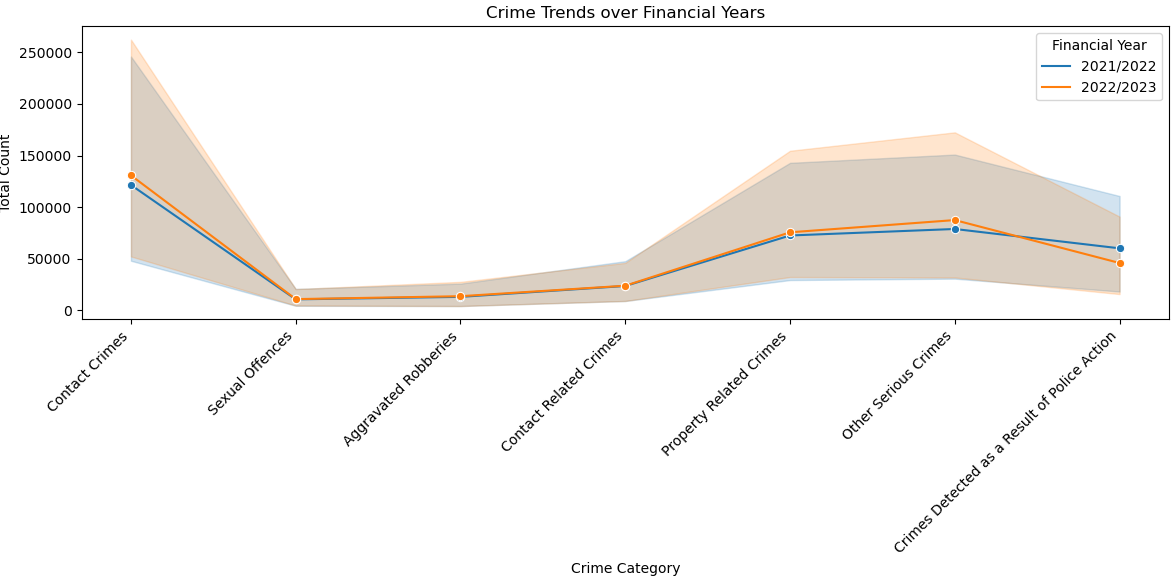 Crime Trends over Financial Years
Financial Year
2021/2022
2022/2023
250000
200000
150000
100000
50000
0
Total Count
Contact Crimes
Sexual Offences
Aggravated Robberies
Contact Related Crimes
Property Related Crimes
Other Serious Crimes
Crimes Detected as a Result of Police Action
Crime Category